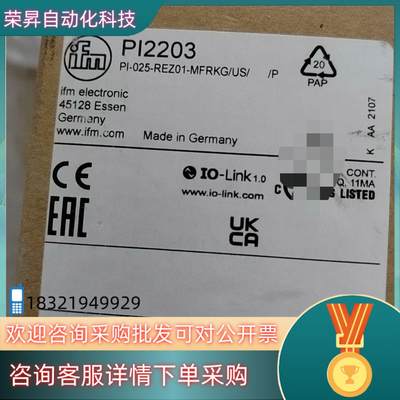 荣昇自动化科技
ifm
PI2203
PI-025-REZ01-MFRKG/US/ /P
ifm electronic
45128 Essen
Germany
www.ifm.com
Made in Germany
20
PAP
K AA 2107
CE
IO-Link 1.0
www.io-link.com
CONT.
Q. 11MA
C
S LISTED
EAC
UK
CA
18321949929
欢迎咨询采购批发可对公开票
咨询客服详情下单采购